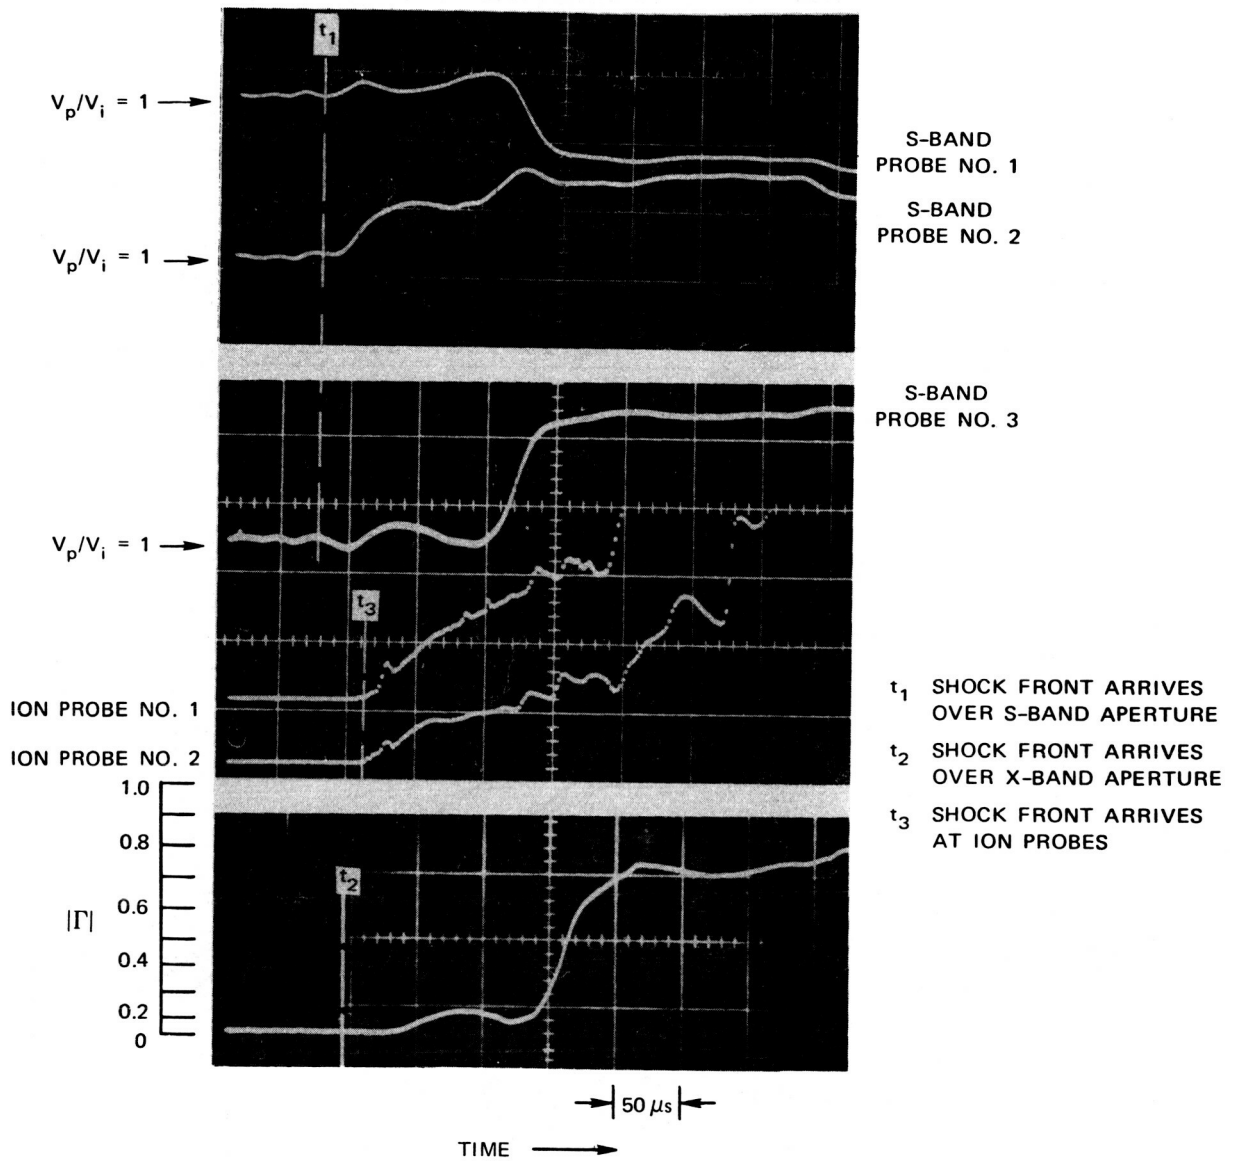 t1
Vp/Vi = 1
S-BAND
PROBE NO. 1
S-BAND
PROBE NO. 2
Vp/Vi = 1
S-BAND
PROBE NO. 3
Vp/Vi = 1
t3
ION PROBE NO. 1
ION PROBE NO. 2
t1 SHOCK FRONT ARRIVES
OVER S-BAND APERTURE
t2 SHOCK FRONT ARRIVES
OVER X-BAND APERTURE
t3 SHOCK FRONT ARRIVES
AT ION PROBES
1.0
0.8
0.6
0.4
0.2
0
|Γ|
t2
50 μs
TIME